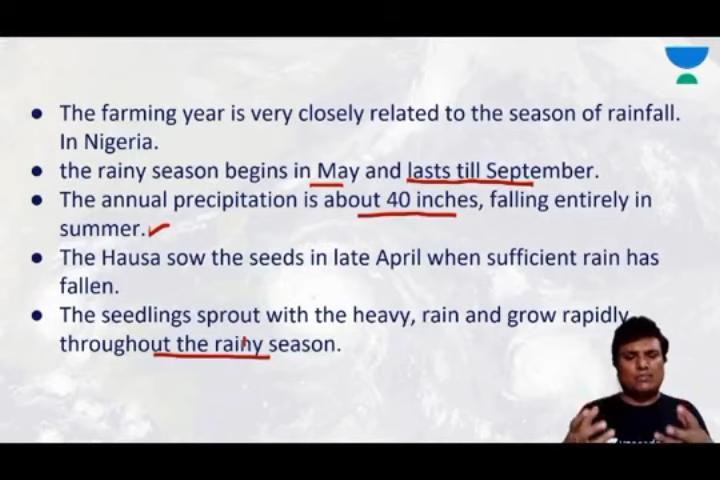 The farming year is very closely related to the season of rainfall.
In Nigeria.
the rainy season begins in May and lasts till September.
The annual precipitation is about 40 inches, falling entirely in
summer.
The Hausa sow the seeds in late April when sufficient rain has
fallen.
The seedlings sprout with the heavy, rain and grow rapidly
throughout the rainy season.